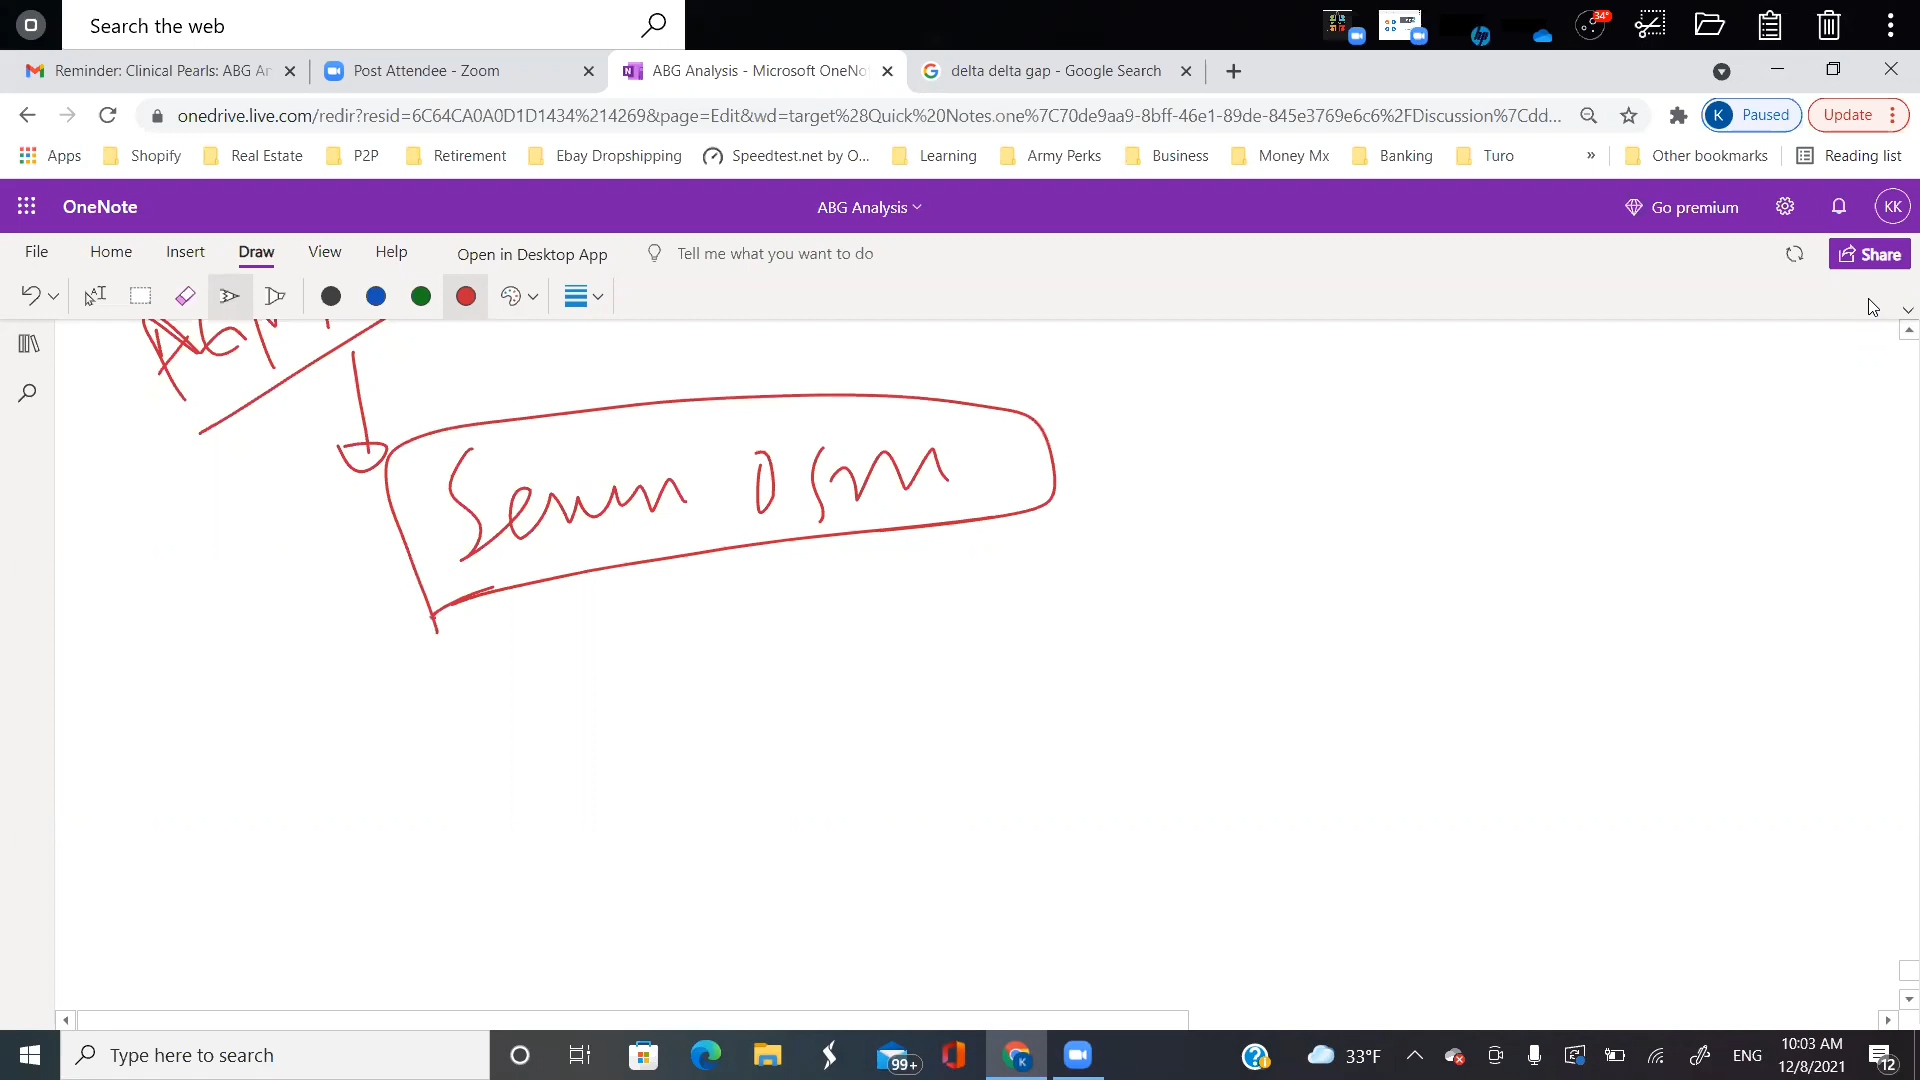 Search the web
34°
Reminder: Clinical Pearls: ABG An
Post Attendee - Zoom
ABG Analysis - Microsoft OneNo
delta delta gap - Google Search
onedrive.live.com/redir?resid=6C64CA0A0D1D1434%214269&page=Edit&wd=target%28Quick%20Notes.one%7C70de9aa9-8bff-46e1-89de-845e3769e6c6%2FDiscussion%7Cdd...
K Paused
Update
Apps
Shopify
Real Estate
P2P
Retirement
Ebay Dropshipping
Speedtest.net by O...
Learning
Army Perks
Business
Money Mx
Banking
Turo
»
Other bookmarks
Reading list
OneNote
ABG Analysis
Go premium
KK
File
Home
Insert
Draw
View
Help
Open in Desktop App
Tell me what you want to do
Share
Serum Osm
Type here to search
99+
33°F
ENG
10:03 AM
12/8/2021
12